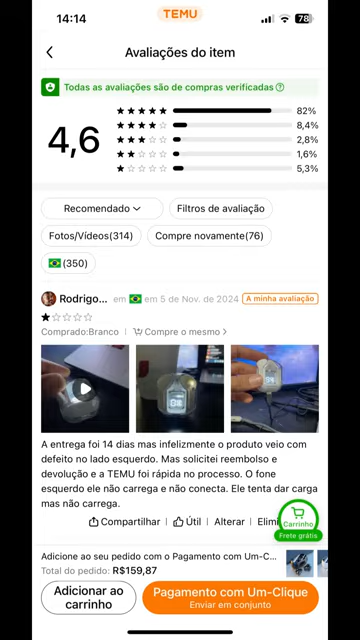 14:14
TEMU
78
Avaliações do item
Todas as avaliações são de compras verificadas
4,6
82%
8,4%
2,8%
1,6%
5,3%
Recomendado
Filtros de avaliação
Fotos/Vídeos(314)
Compre novamente(76)
(350)
Rodrigo... em em 5 de Nov. de 2024 A minha avaliação
Comprado:Branco | Compre o mesmo >
A entrega foi 14 dias mas infelizmente o produto veio com
defeito no lado esquerdo. Mas solicitei reembolso e
devolução e a TEMU foi rápida no processo. O fone
esquerdo ele não carrega e não conecta. Ele tenta dar carga
mas não carrega.
Compartilhar | Útil | Alterar | Elimi
Carrinho
Frete grátis
Adicione ao seu pedido com o Pagamento com Um-C...
Total do pedido: R$159,87
Adicionar ao
carrinho
Pagamento com Um-Clique
Enviar em conjunto